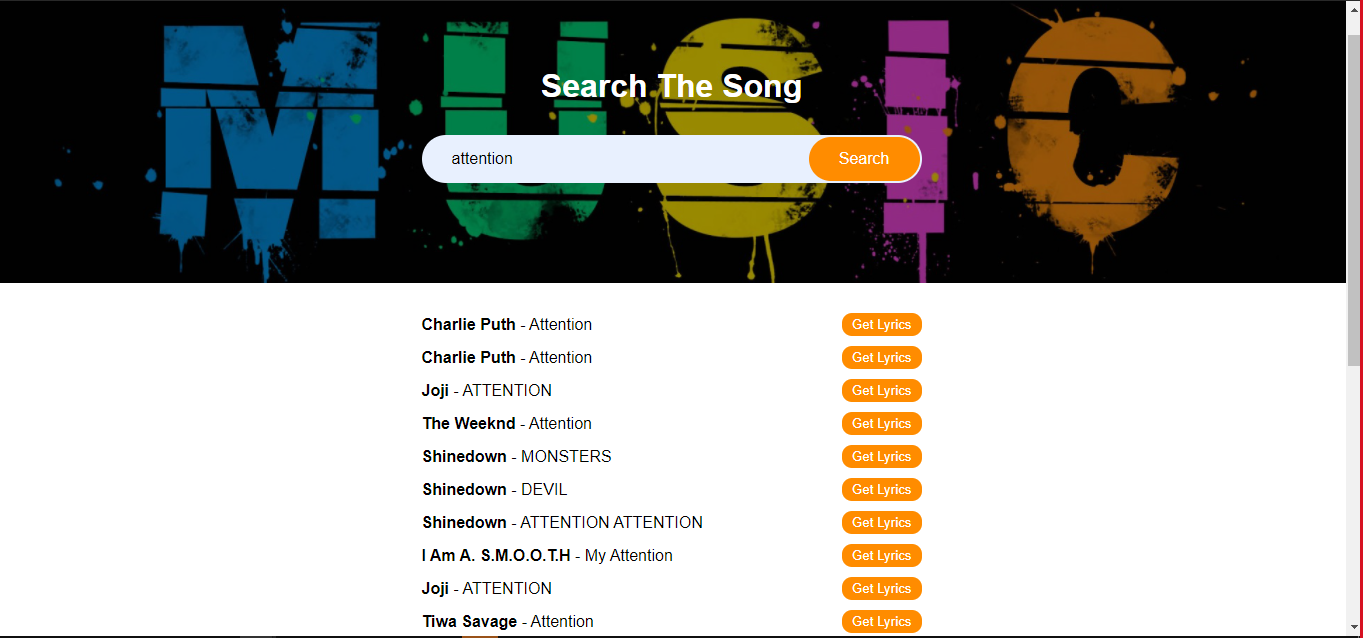 MUSIC
Search The Song
attention Search
Charlie Puth - Attention Get Lyrics
Charlie Puth - Attention Get Lyrics
Joji - ATTENTION Get Lyrics
The Weeknd - Attention Get Lyrics
Shinedown - MONSTERS Get Lyrics
Shinedown - DEVIL Get Lyrics
Shinedown - ATTENTION ATTENTION Get Lyrics
I Am A. S.M.O.O.T.H - My Attention Get Lyrics
Joji - ATTENTION Get Lyrics
Tiwa Savage - Attention Get Lyrics